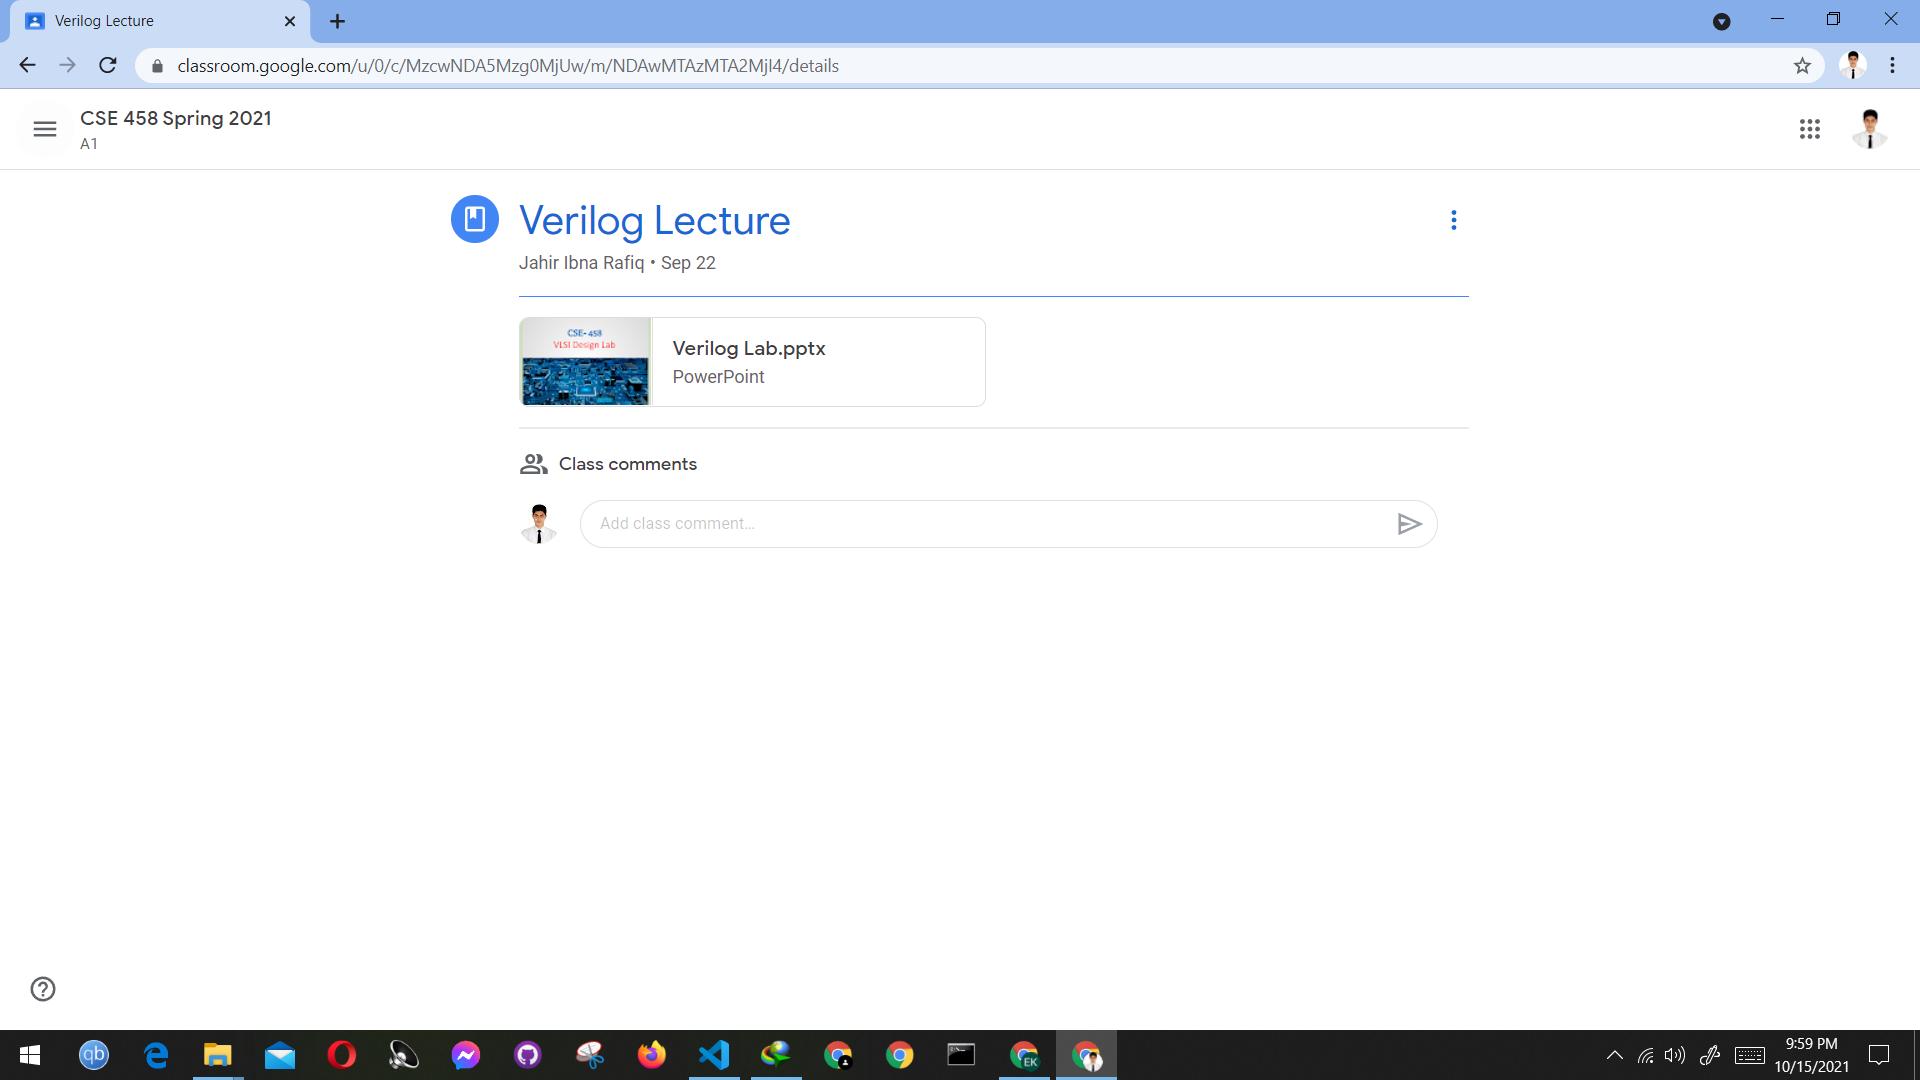 Verilog Lecture
classroom.google.com/u/0/c/MzcwNDA5Mzg0MjUw/m/NDAwMTAzMTA2MjI4/details
CSE 458 Spring 2021
A1
Verilog Lecture
Jahir Ibna Rafiq • Sep 22
CSE- 458
VLSI Design Lab
Verilog Lab.pptx
PowerPoint
Class comments
Add class comment...
qb
EK
9:59 PM
10/15/2021